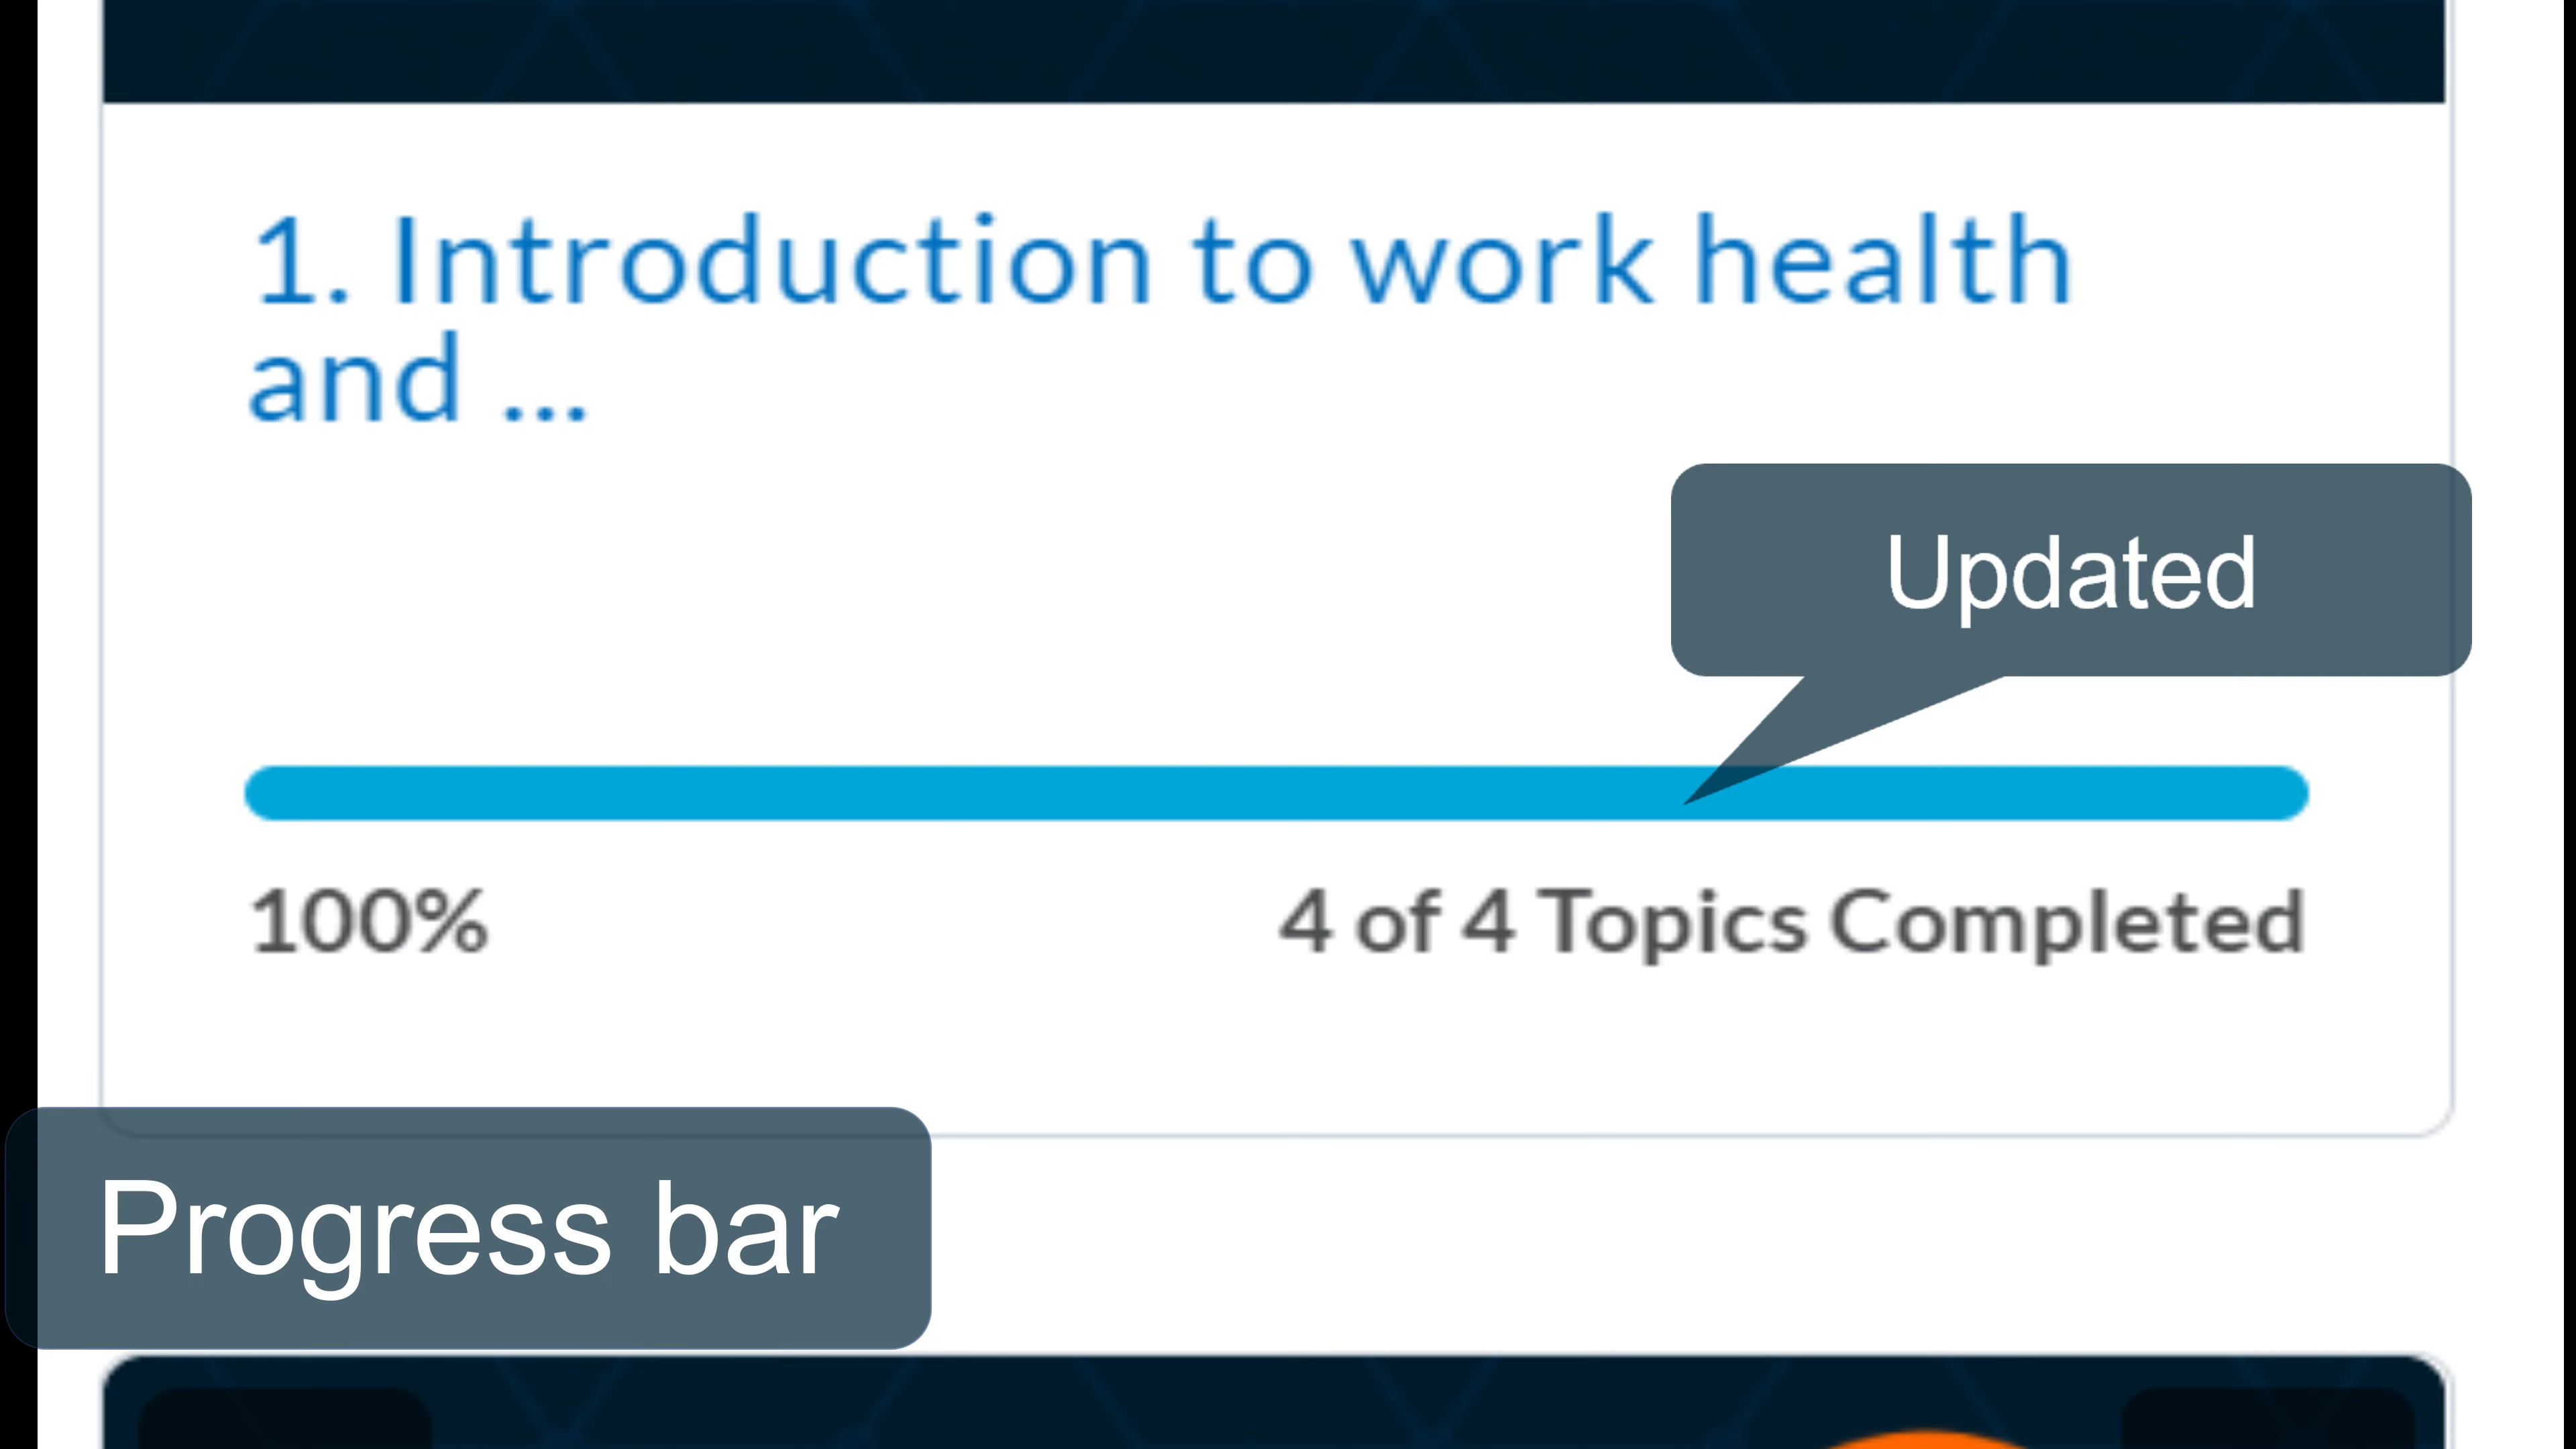 1. Introduction to work health
and ...
Updated
100%
4 of 4 Topics Completed
Progress bar